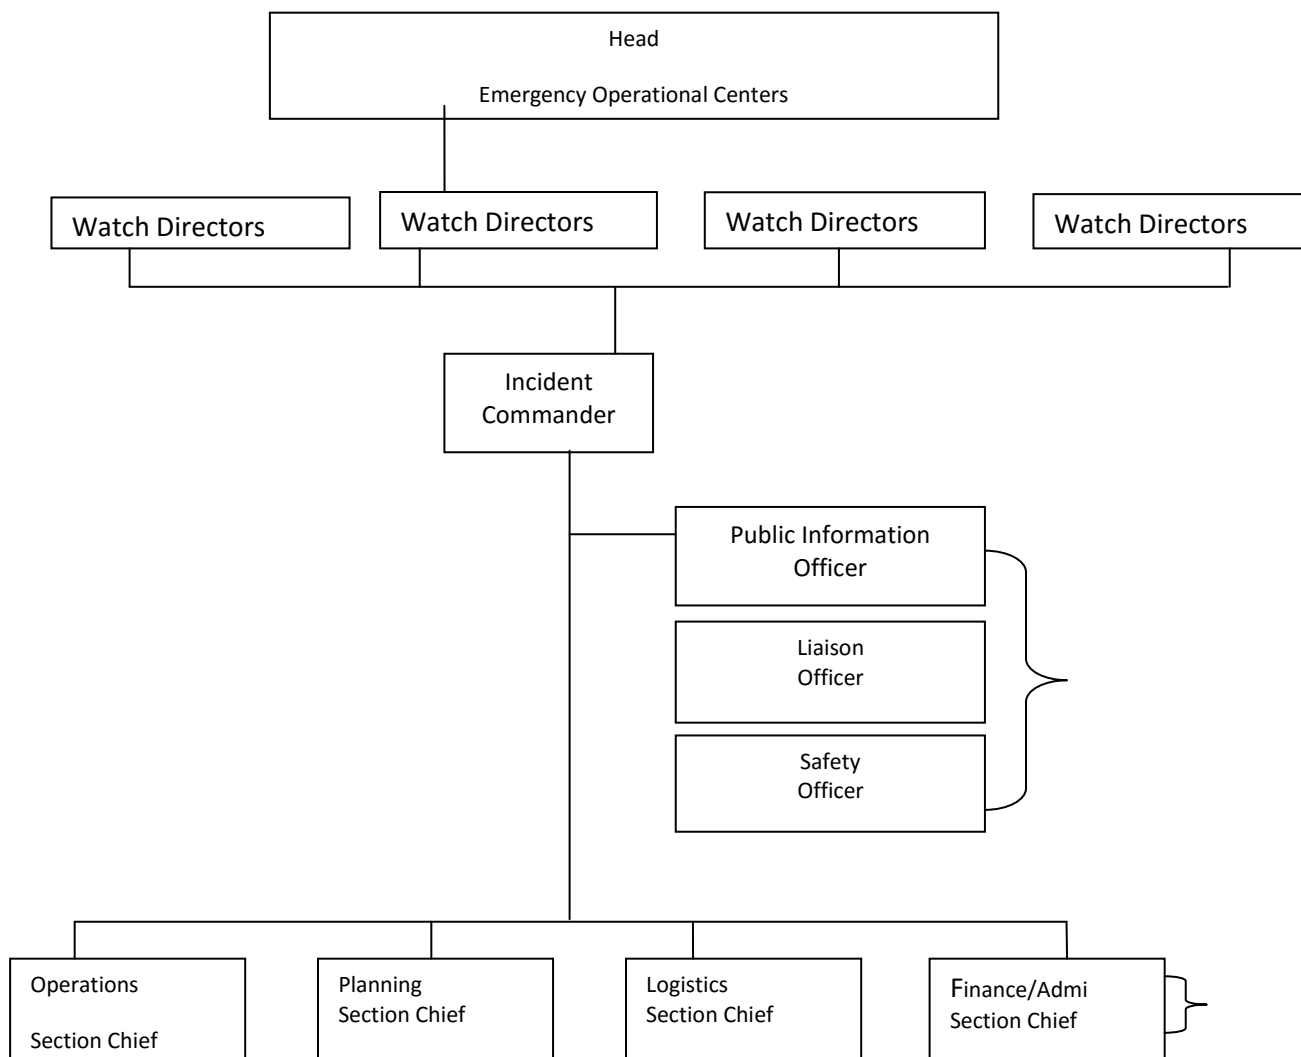 Head
Emergency Operational Centers
Watch Directors
Watch Directors
Watch Directors
Watch Directors
Incident
Commander
Public Information
Officer
Liaison
Officer
Safety
Officer
Operations
Section Chief
Planning
Section Chief
Logistics
Section Chief
Finance/Admi
Section Chief